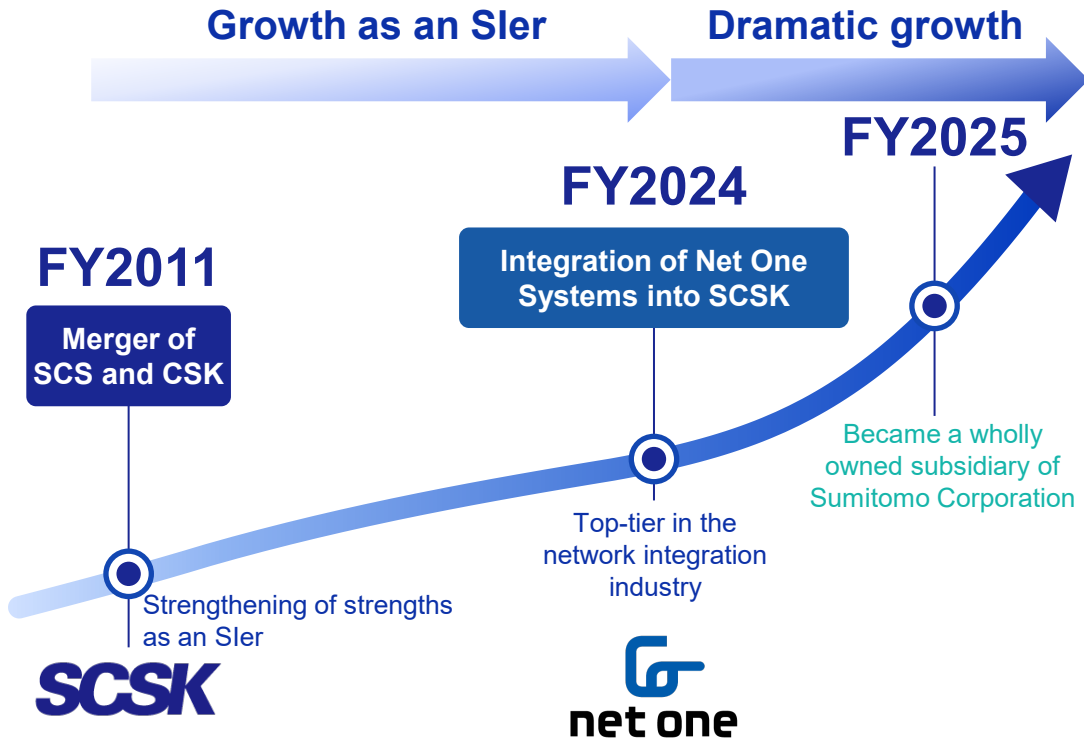 Growth as an SIer
Dramatic growth
FY2011
Merger of
SCS and CSK
Strengthening of strengths
as an SIer
SCSK
FY2024
Integration of Net One
Systems into SCSK
Top-tier in the
network integration
industry
net one
FY2025
Became a wholly
owned subsidiary of
Sumitomo Corporation